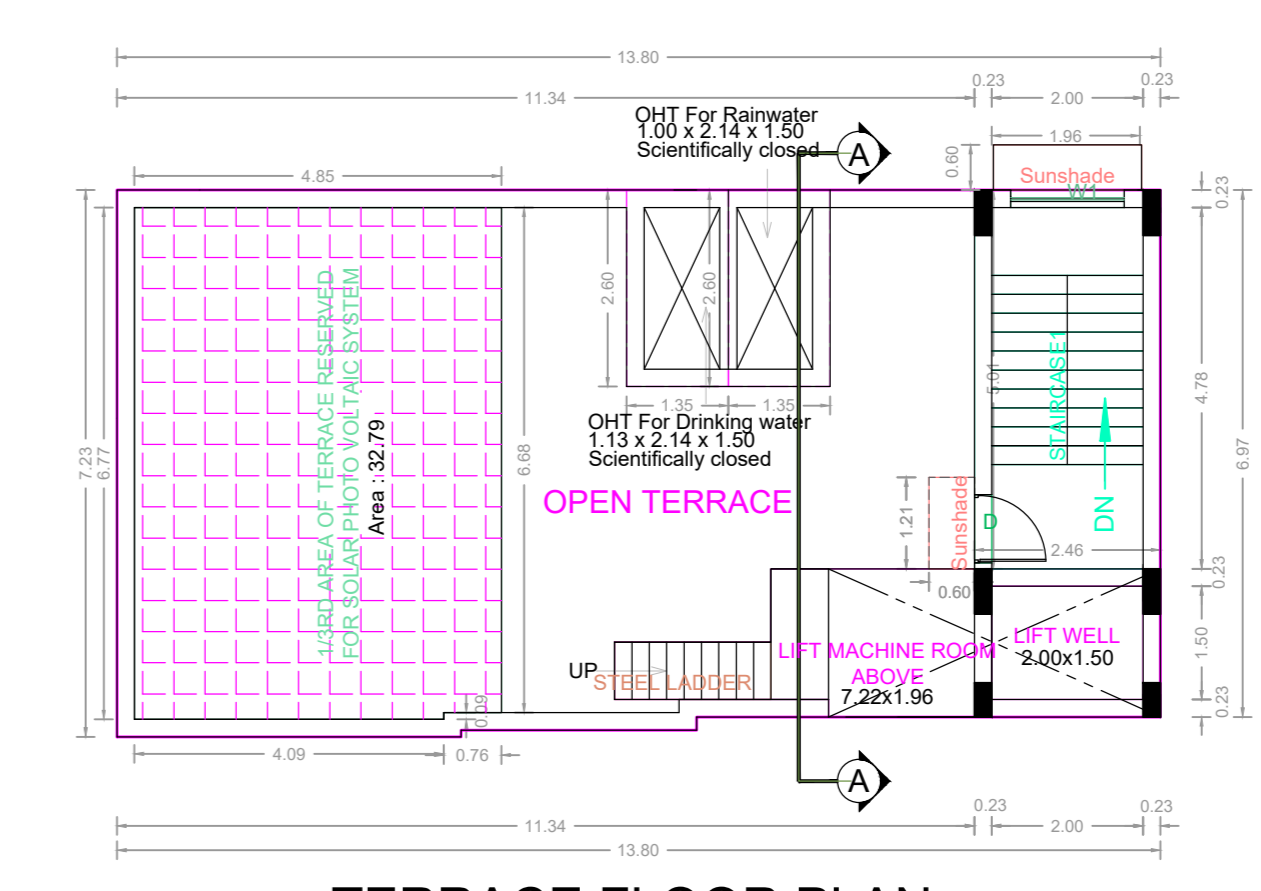 13.80
0.23
0.23
11.34
2.00
OHT For Rainwater
1.00 x 2.14 x 1.50
Scientifically closed
A
1.96
0.60
Sunshade
W1
4.85
0.23
2.60
2.60
7.23
6.77
1/3RD AREA OF TERRACE RESERVED
FOR SOLAR PHOTO VOLTAIC SYSTEM
Area : 32.79
6.68
1.35
1.35
OHT For Drinking water
1.13 x 2.14 x 1.50
Scientifically closed
OPEN TERRACE
5.01
STAIRCASE1
4.78
6.97
DN
1.21
Sunshade
D
2.46
0.60
0.23
UP
STEEL LADDER
LIFT MACHINE ROOM
ABOVE
7.22x1.96
LIFT WELL
2.00x1.50
1.50
0.23
0.09
4.09
0.76
A
0.23
0.23
11.34
2.00
13.80
TERRACE FLOOR PLAN